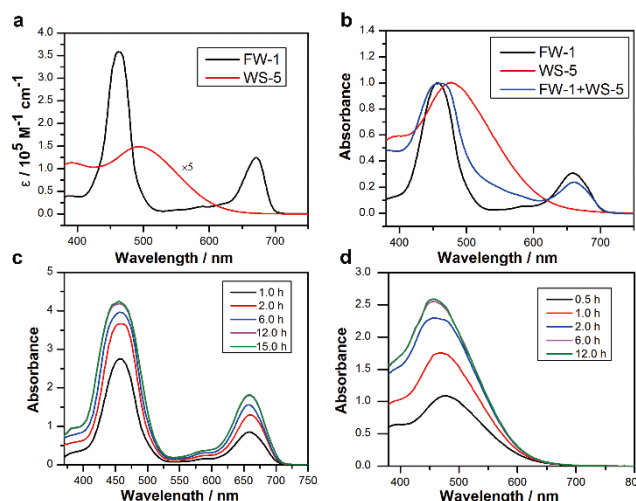 a
ε / 10⁵ M⁻¹ cm⁻¹
4.0
3.5
3.0
2.5
2.0
1.5
1.0
0.5
0.0
FW-1
WS-5
×5
400 500 600 700
Wavelength / nm
b
Absorbance
1.4
1.2
1.0
0.8
0.6
0.4
0.2
0.0
FW-1
WS-5
FW-1+WS-5
400 500 600 700
Wavelength / nm
c
Absorbance
5
4
3
2
1
0
1.0 h
2.0 h
6.0 h
12.0 h
15.0 h
400 450 500 550 600 650 700 750
Wavelength / nm
d
Absorbance
3.0
2.5
2.0
1.5
1.0
0.5
0.0
0.5 h
1.0 h
2.0 h
6.0 h
12.0 h
400 500 600 700 80
Wavelength / nm